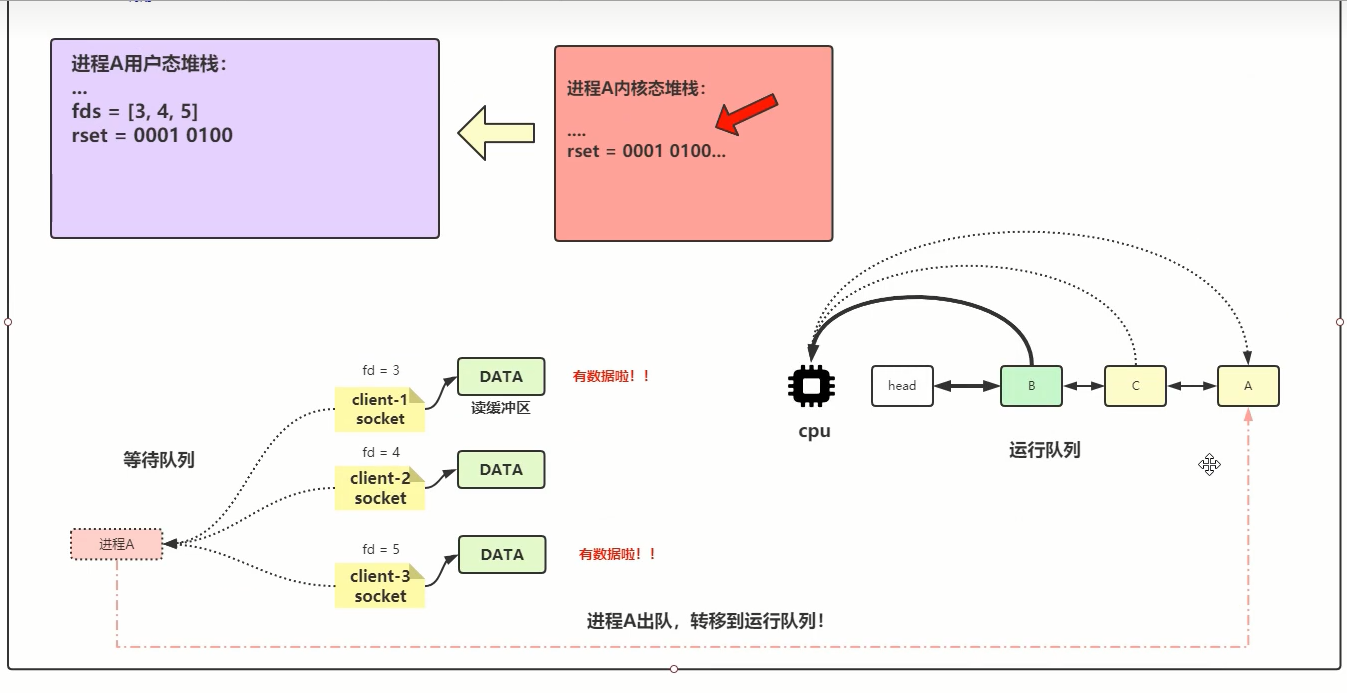 进程A用户态堆栈：
...
fds = [3, 4, 5]
rset = 0001 0100
进程A内核态堆栈：
....
rset = 0001 0100...
fd = 3
client-1
socket
DATA
读缓冲区
有数据啦！！
等待队列
fd = 4
client-2
socket
DATA
进程A
fd = 5
client-3
socket
DATA
有数据啦！！
cpu
head
B
C
A
运行队列
进程A出队，转移到运行队列！